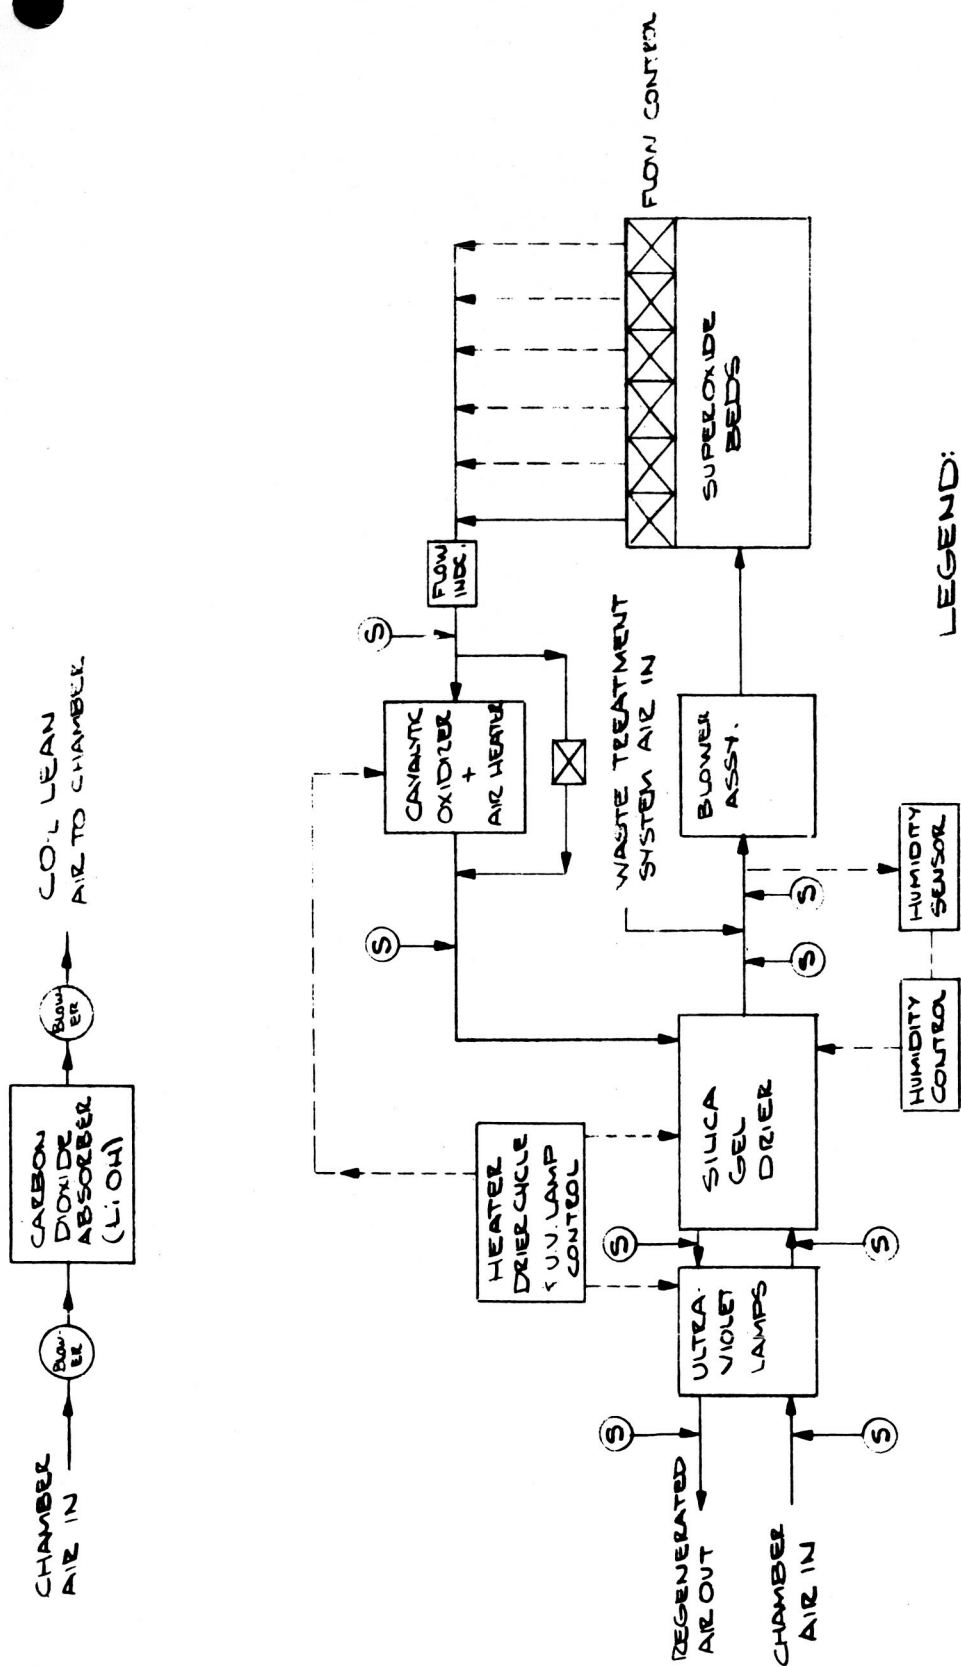 CHAMBER
AIR IN
BLOW-
ER
CARBON
DIOXIDE
ABSORBER
(LiOH)
BLOW
ER
CO₂ LEAN
AIR TO CHAMBER
HEATER
DRIER CYCLE
U.V. LAMP
CONTROL
S
S
CAVALYTIC
OXIDIZER
+
AIR HEATER
FLOW
INDC.
FLOW CONTROL
SUPEROXIDE
BEDS
WASTE TREATMENT
SYSTEM AIR IN
BLOWER
ASSY.
S
S
SILICA
GEL
DRIER
HUMIDITY
CONTROL
HUMIDITY
SENSOR
S
S
ULTRA-
VIOLET
LAMPS
S
S
REGENERATED
AIR OUT
CHAMBER
AIR IN
LEGEND: